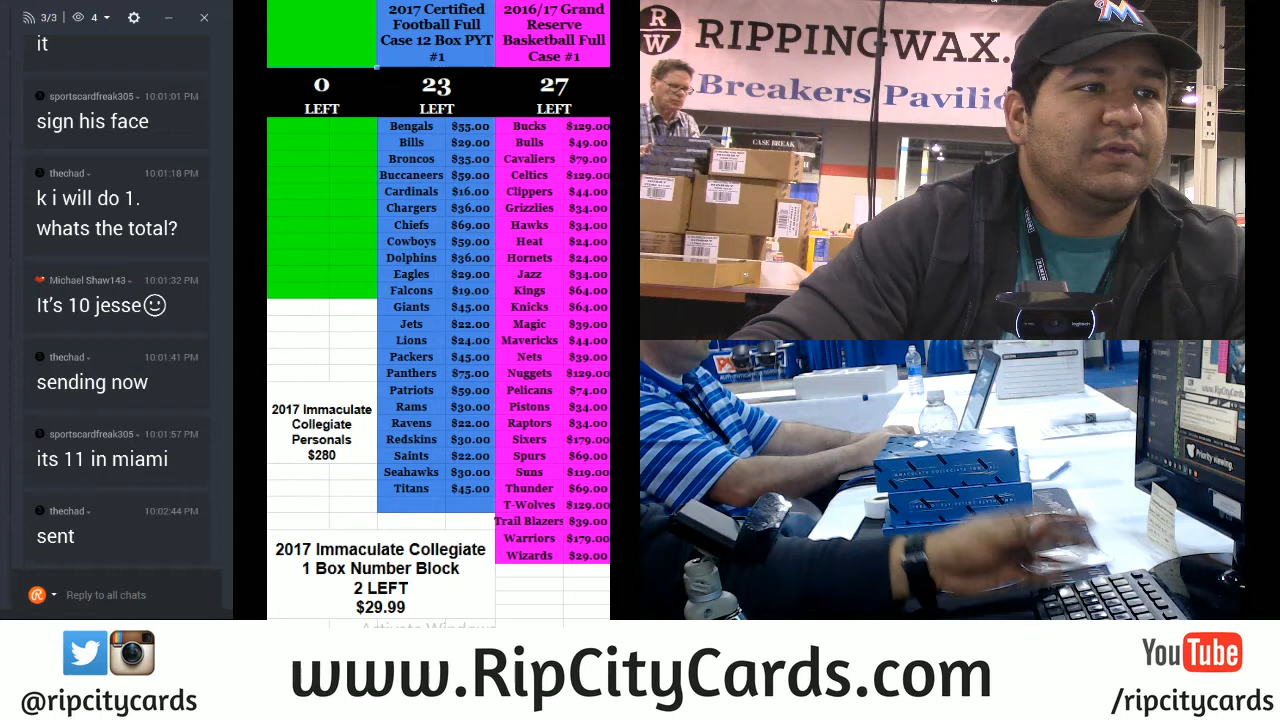 3/3 4
it
sportscardfreak305 10:01:01 PM
sign his face
thechad 10:01:18 PM
k i will do 1.
whats the total?
Michael Shaw143 10:01:32 PM
It's 10 jesse
thechad 10:01:41 PM
sending now
sportscardfreak305 10:01:57 PM
its 11 in miami
thechad 10:02:44 PM
sent
Reply to all chats
0
LEFT
2017 Immaculate
Collegiate
Personals
$280
2017 Certified
Football Full
Case 12 Box PYT
#1
23
LEFT
Bengals $55.00
Bills $29.00
Broncos $35.00
Buccaneers $59.00
Cardinals $16.00
Chargers $36.00
Chiefs $69.00
Cowboys $59.00
Dolphins $36.00
Eagles $29.00
Falcons $19.00
Giants $45.00
Jets $22.00
Lions $24.00
Packers $45.00
Panthers $75.00
Patriots $59.00
Rams $30.00
Ravens $22.00
Redskins $30.00
Saints $22.00
Seahawks $30.00
Titans $45.00
2016/17 Grand
Reserve
Basketball Full
Case #1
27
LEFT
Bucks $129.00
Bulls $49.00
Cavaliers $79.00
Celtics $129.00
Clippers $44.00
Grizzlies $34.00
Hawks $34.00
Heat $24.00
Hornets $24.00
Jazz $34.00
Kings $64.00
Knicks $64.00
Magic $39.00
Mavericks $44.00
Nets $39.00
Nuggets $129.00
Pelicans $74.00
Pistons $34.00
Raptors $34.00
Sixers $179.00
Spurs $69.00
Suns $119.00
Thunder $69.00
T-Wolves $129.00
Trail Blazers $39.00
Warriors $179.00
Wizards $29.00
2017 Immaculate Collegiate
1 Box Number Block
2 LEFT
$29.99
Activate Windows
RW
RIPPINGWAX.
Breakers Pavilio
CASE BREAK
M
PANINI
logitech
IMMACULATE COLLEGIATE FOOTBALL
www.RipCityCards
Priority viewing.
@ripcitycards
www.RipCityCards.com
YouTube
/ripcitycards